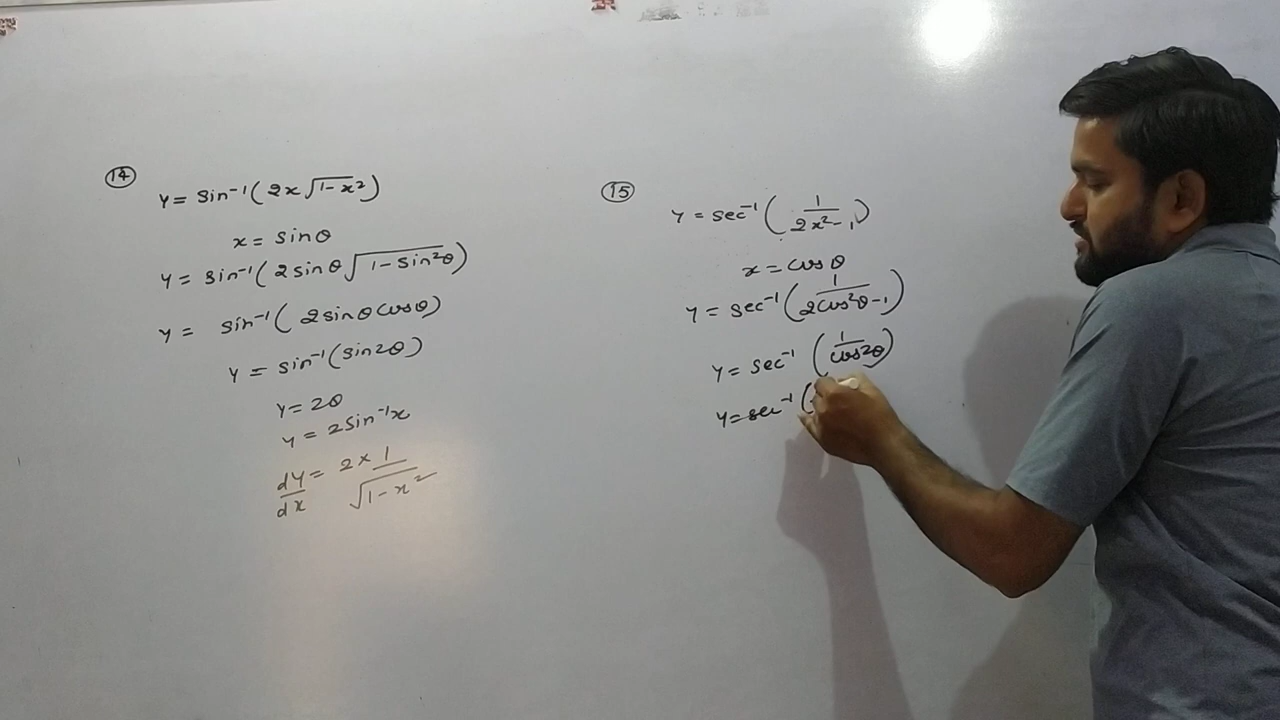 14
y = sin⁻¹(2x√(1-x²))
x = sinθ
y = sin⁻¹(2sinθ√(1-sin²θ))
y = sin⁻¹(2sinθcosθ)
y = sin⁻¹(sin2θ)
y = 2θ
y = 2sin⁻¹x
dy/dx = 2×1/√(1-x²)
15
y = sec⁻¹(1/(2x²-1))
x = cosθ
y = sec⁻¹(1/(2cos²θ-1))
y = sec⁻¹(1/cos2θ)
y = sec⁻¹(